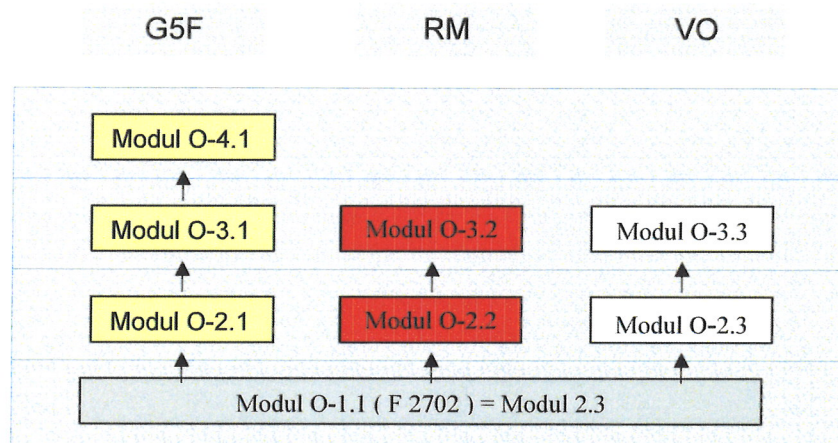 G5F RM VO
Modul O-4.1
Modul O-3.1 Modul O-3.2 Modul O-3.3
Modul O-2.1 Modul O-2.2 Modul O-2.3
Modul O-1.1 ( F 2702 ) = Modul 2.3